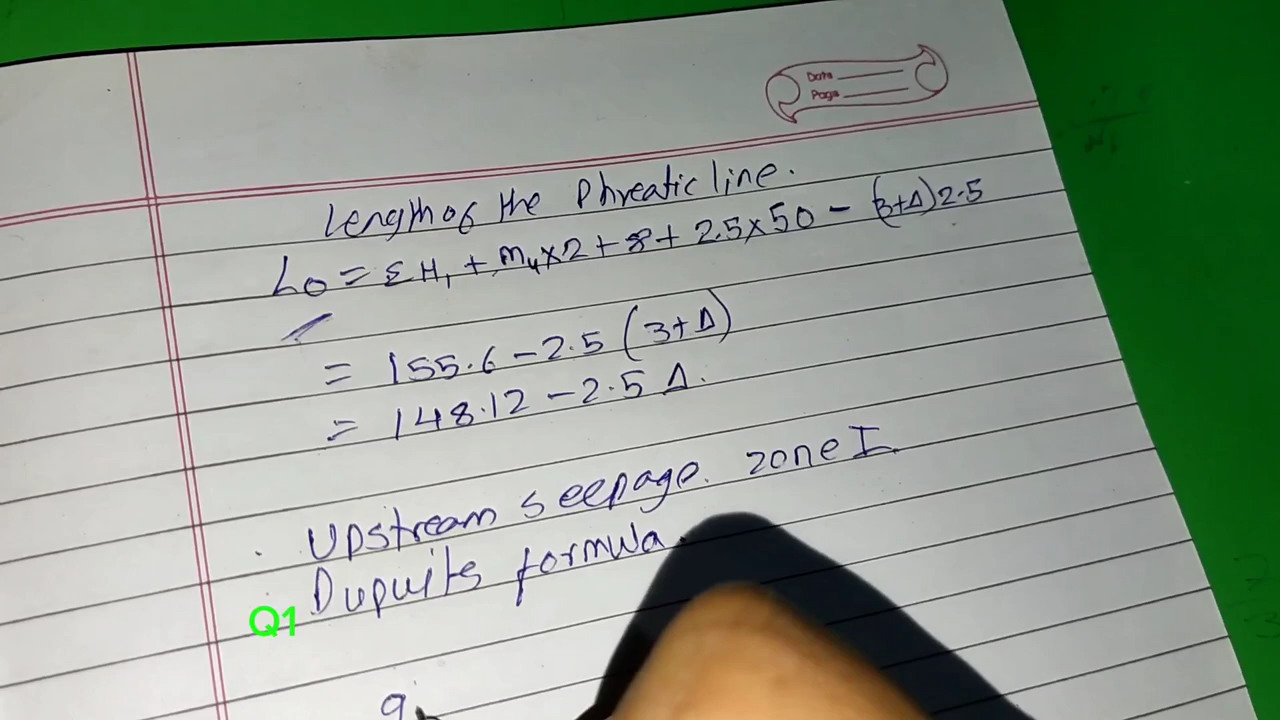 Date
Page
Length of the Phreatic line.
Lo = ΣH₁ + m₄×2 + 8 + 2.5×50 - (3+Δ)2.5
= 155.6 - 2.5 (3+Δ)
= 148.12 - 2.5 Δ.
. Upstream seepage. zone I
Dupuits formula.
Q1
q